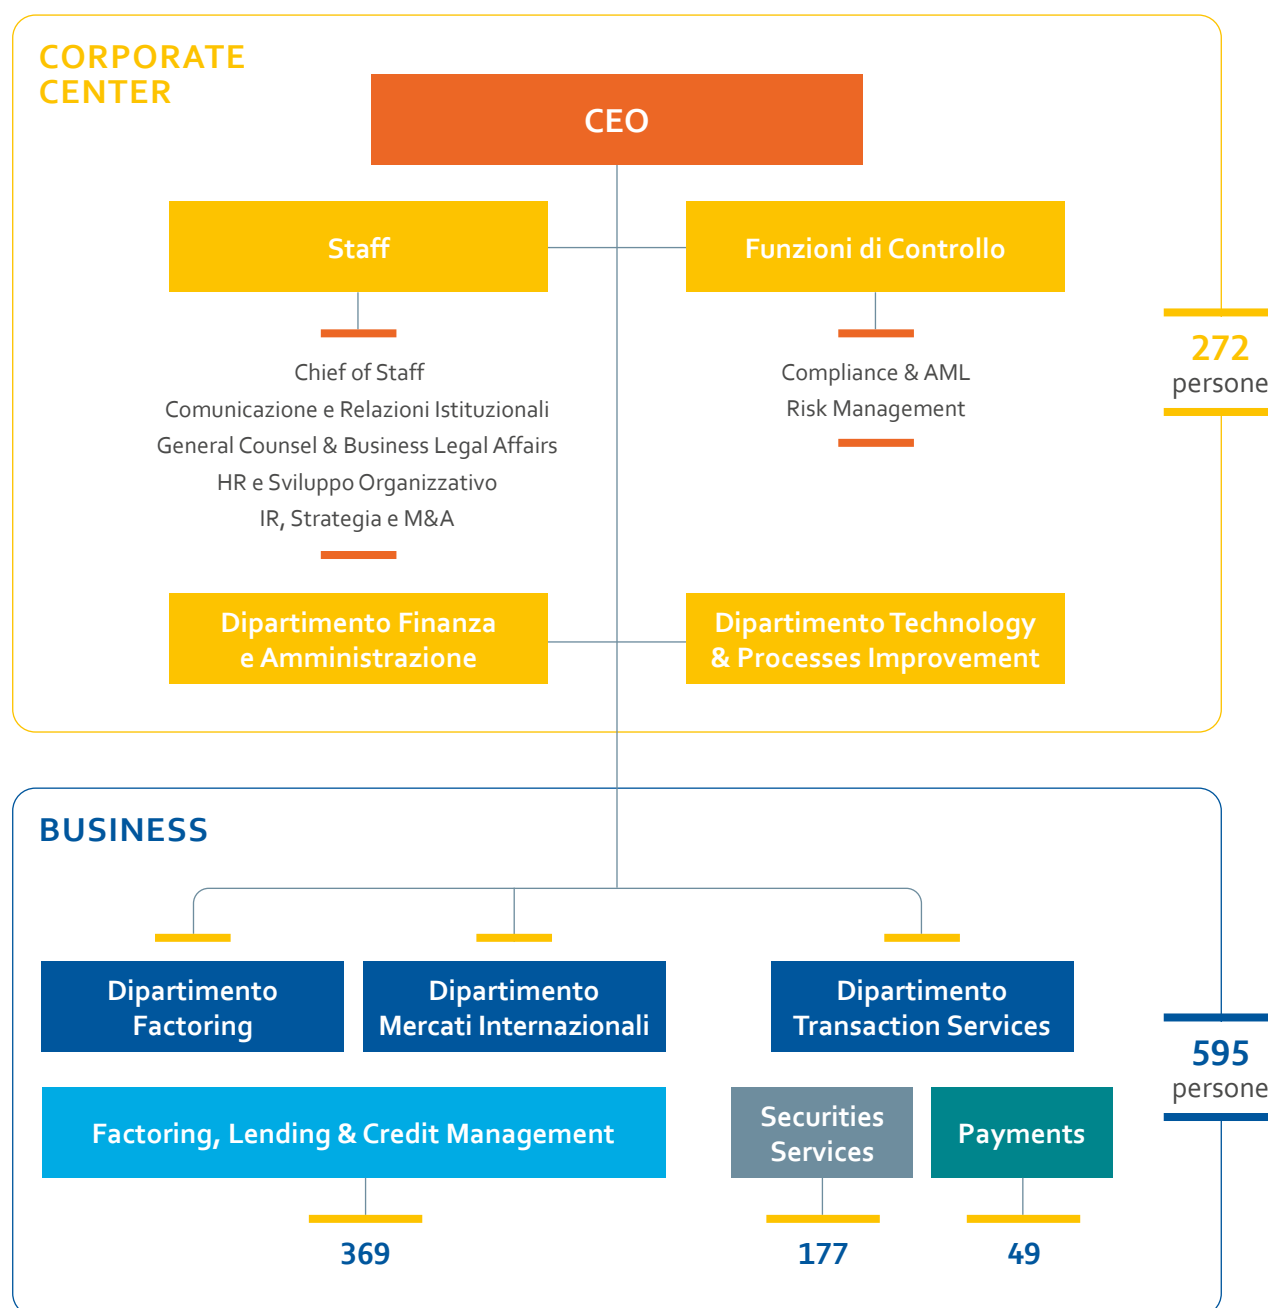 CORPORATE
CENTER
CEO
Staff
Funzioni di Controllo
Chief of Staff
Comunicazione e Relazioni Istituzionali
General Counsel & Business Legal Affairs
HR e Sviluppo Organizzativo
IR, Strategia e M&A
Compliance & AML
Risk Management
272
persone
Dipartimento Finanza
e Amministrazione
Dipartimento Technology
& Processes Improvement
BUSINESS
Dipartimento
Factoring
Dipartimento
Mercati Internazionali
Dipartimento
Transaction Services
595
persone
Factoring, Lending & Credit Management
Securities
Services
Payments
369
177
49